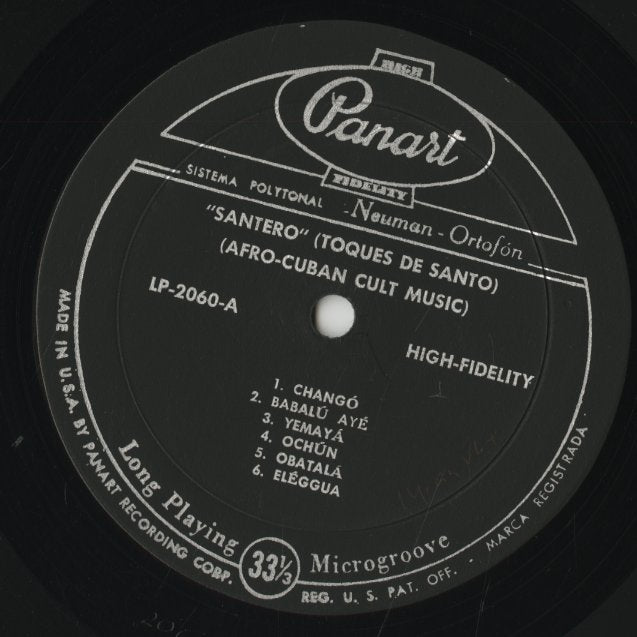 HIGH
Panart
FIDELITY
SISTEMA POLYTONAL - Neuman - Ortofón
"SANTERO" (TOQUES DE SANTO)
(AFRO-CUBAN CULT MUSIC)
LP-2060-A
HIGH-FIDELITY
1. CHANGÓ
2. BABALÚ AYÉ
3. YEMAYÁ
4. OCHÚN
5. OBATALÁ
6. ELÉGGUA
Long Playing 33⅓ Microgroove
MADE IN U.S.A. BY PANART RECORDING CORP. REG. U. S. PAT. OFF. - MARCA REGISTRADA